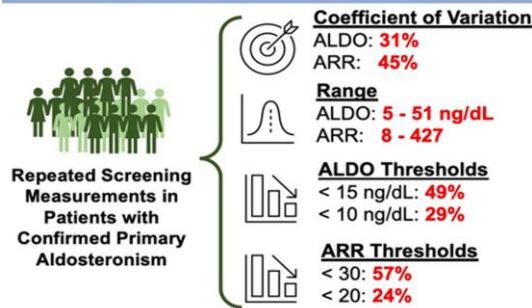 Repeated Screening
Measurements in
Patients with
Confirmed Primary
Aldosteronism
Coefficient of Variation
ALDO: 31%
ARR: 45%
Range
ALDO: 5 - 51 ng/dL
ARR: 8 - 427
ALDO Thresholds
< 15 ng/dL: 49%
< 10 ng/dL: 29%
ARR Thresholds
< 30: 57%
< 20: 24%